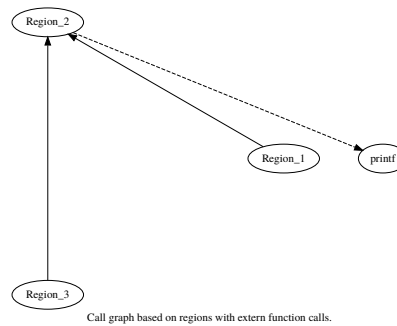 Region_2
Region_1
printf
Region_3
Call graph based on regions with extern function calls.